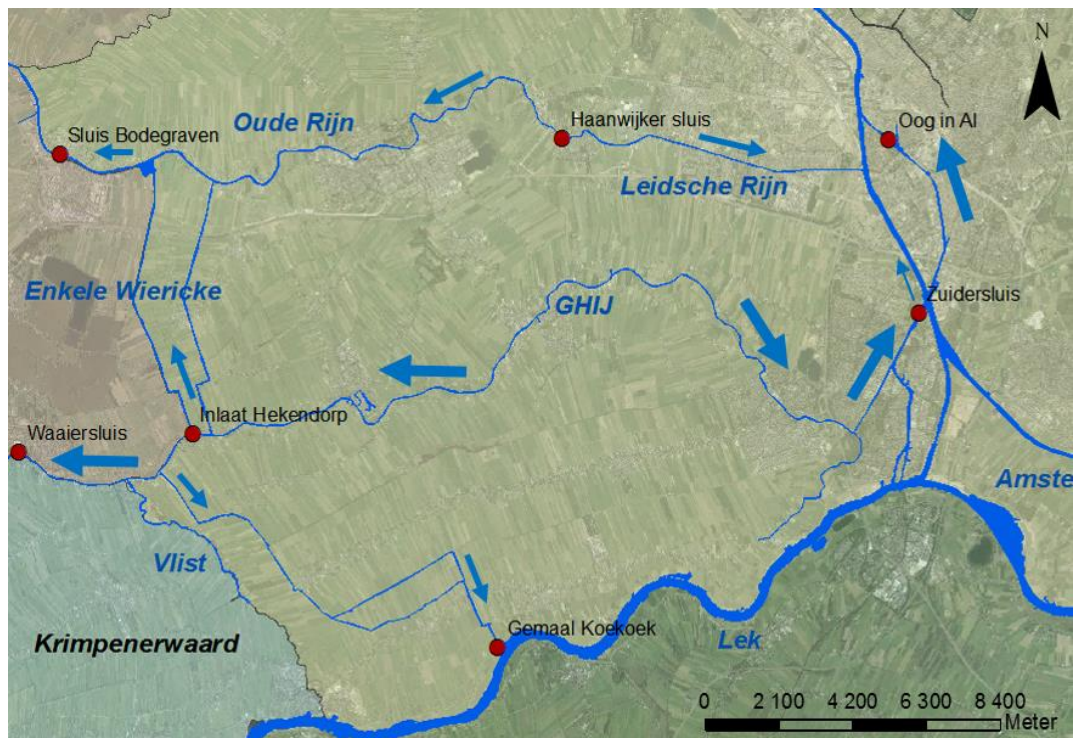 N
Oude Rijn
Haanwijker sluis
Oog in Al
Sluis Bodegraven
Leidsche Rijn
Enkele Wiericke
GHIJ
Zuidersluis
Inlaat Hekendorp
Waaiersluis
Amste
Vlist
Gemaal Koekoek
Krimpenerwaard
Lek
0 2 100 4 200 6 300 8 400
Meter